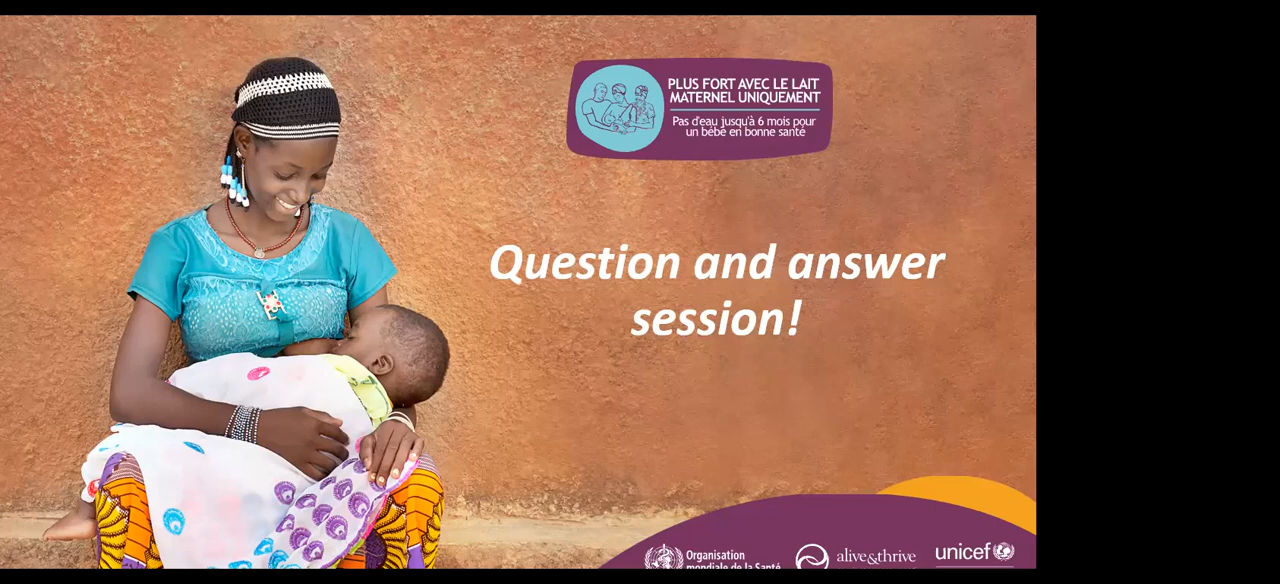 PLUS FORT AVEC LE LAIT
MATERNEL UNIQUEMENT
Pas d'eau jusqu'à 6 mois pour
un bébé en bonne santé
Question and answer
session!
Organisation
mondiale de la Santé
alive&thrive
unicef